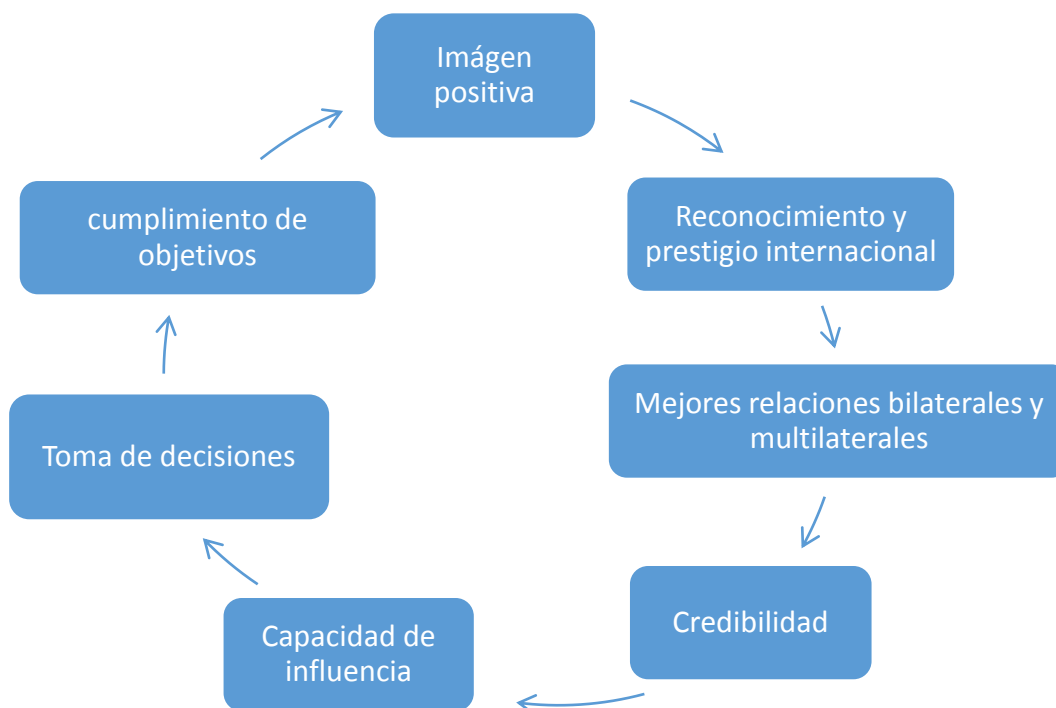 Imágen
positiva
Reconocimiento y
prestigio internacional
Mejores relaciones bilaterales y
multilaterales
Credibilidad
Capacidad de
influencia
Toma de decisiones
cumplimiento de
objetivos